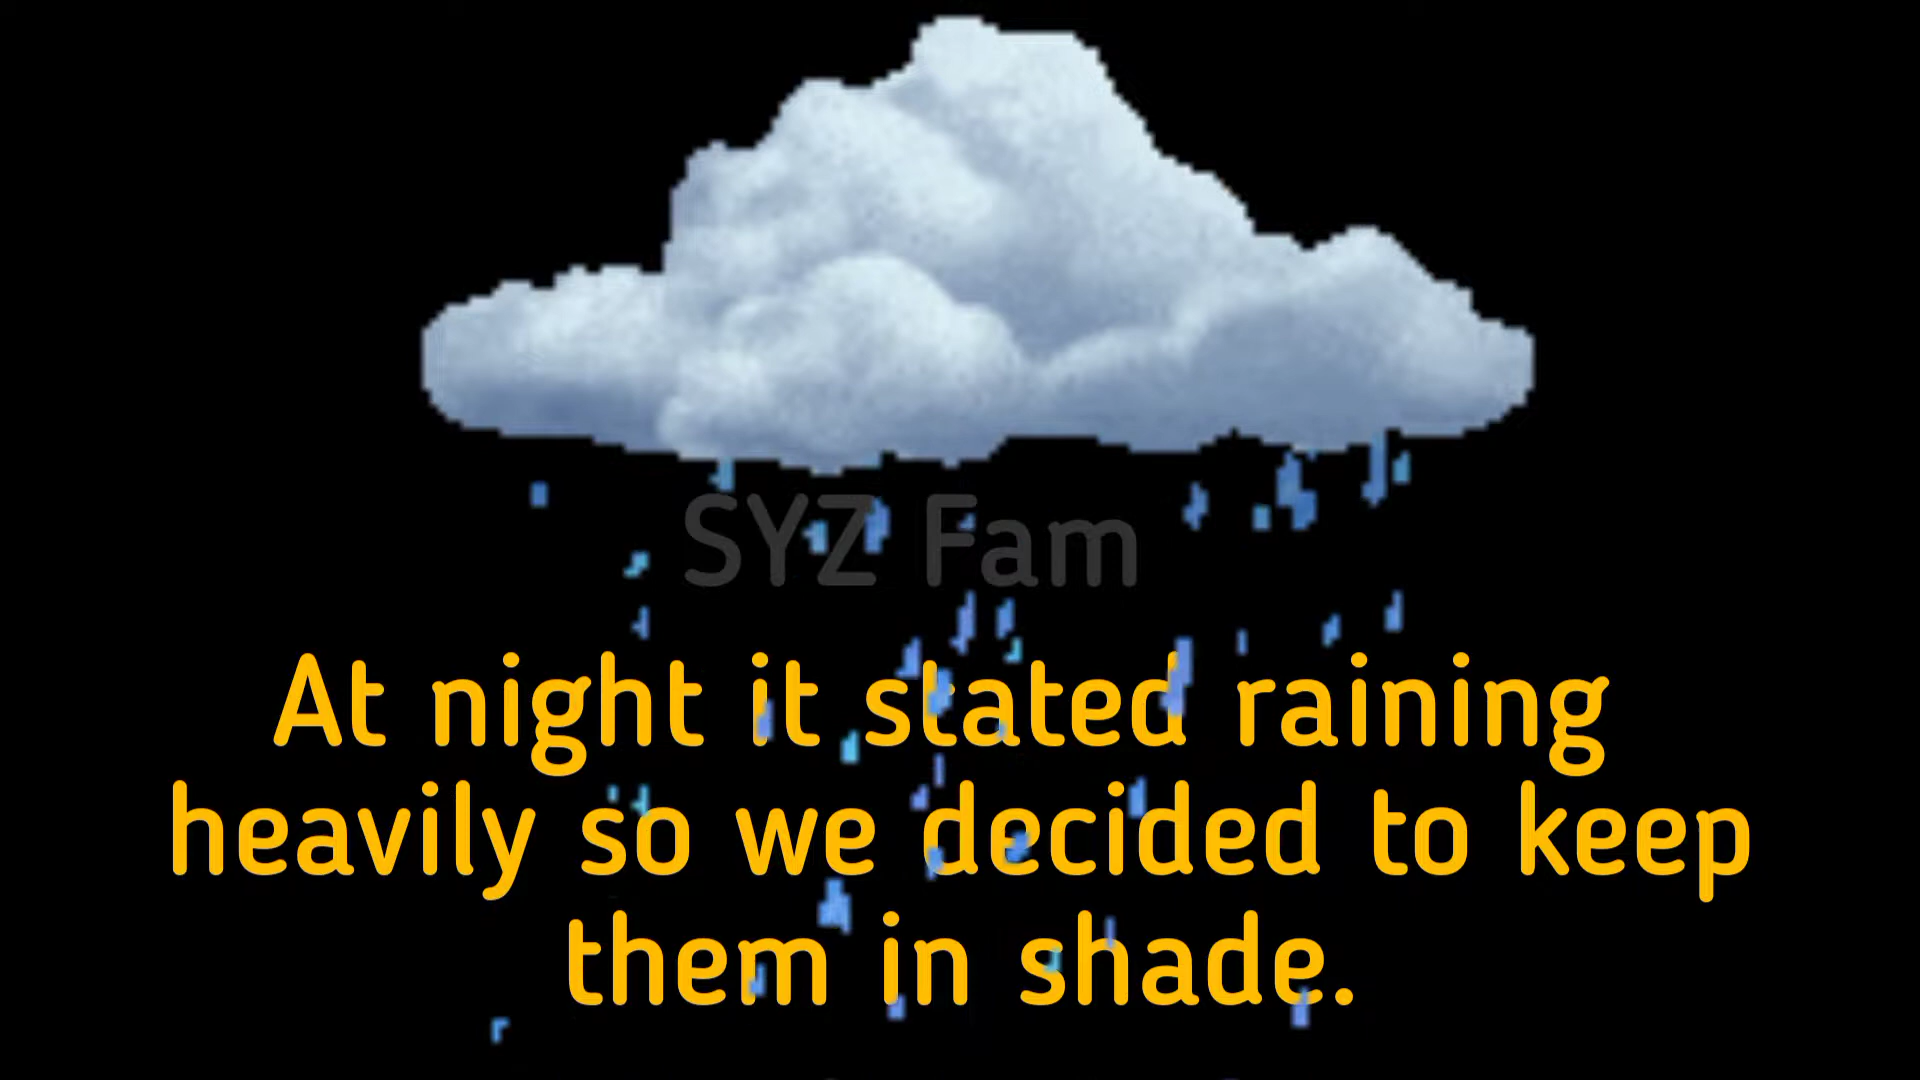 SYZ Fam
At night it stated raining
heavily so we decided to keep
them in shade.